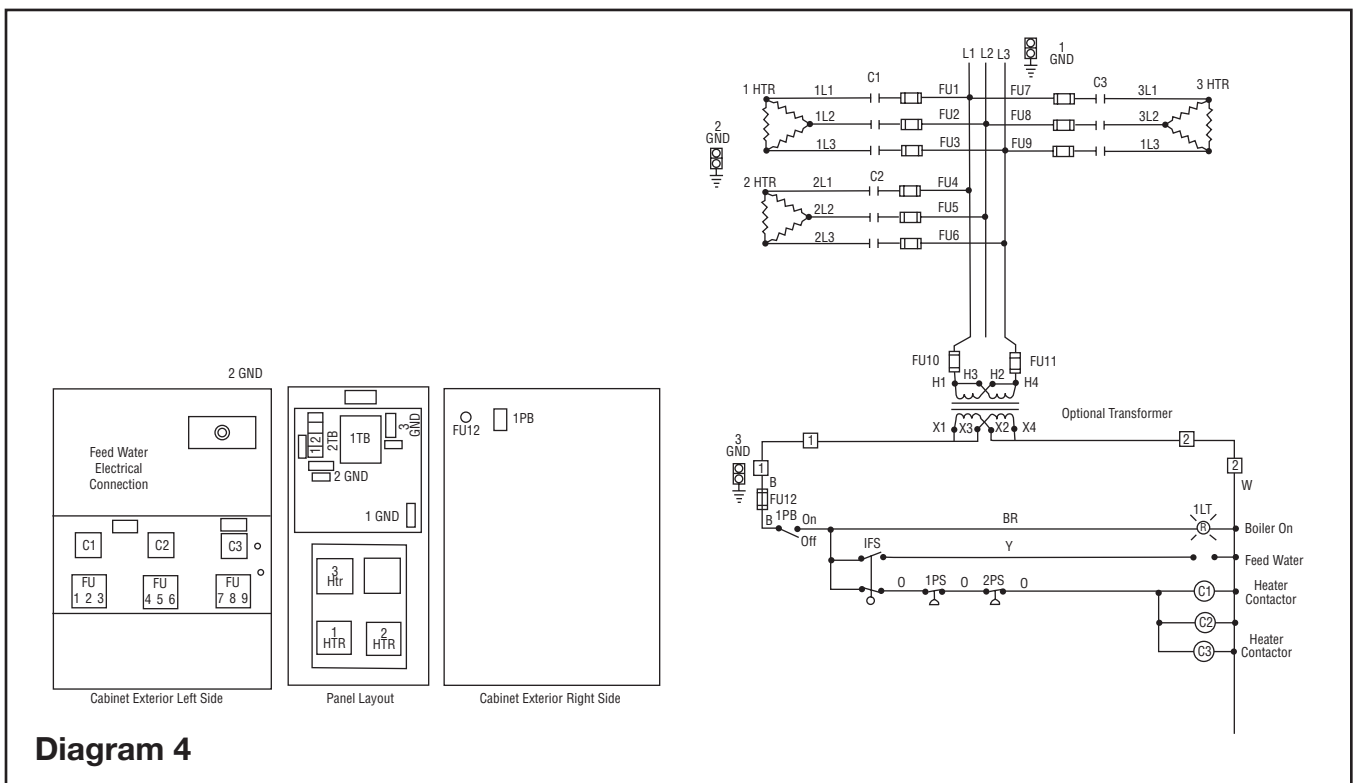 L1 L2 L3
1
GND
1 HTR
1L1
C1
FU1
FU7
C3
3L1
3 HTR
1L2
FU2
FU8
3L2
1L3
FU3
FU9
1L3
2
GND
2 HTR
2L1
C2
FU4
2L2
FU5
2L3
FU6
FU10
FU11
H1
H3
H2
H4
Optional Transformer
X1
X3
X2
X4
3
GND
1
2
1
2
B
W
FU12
B
1PB
On
Off
BR
1LT
R
Boiler On
IFS
Y
Feed Water
O
1PS
O
2PS
O
C1
Heater
Contactor
C2
C3
Heater
Contactor
2 GND
Feed Water
Electrical
Connection
C1
C2
C3
FU
1 2 3
FU
4 5 6
FU
7 8 9
Cabinet Exterior Left Side
1 2
2TB
1TB
3
GND
2 GND
1 GND
3
Htr
1
HTR
2
HTR
Panel Layout
FU12
1PB
Cabinet Exterior Right Side
Diagram 4